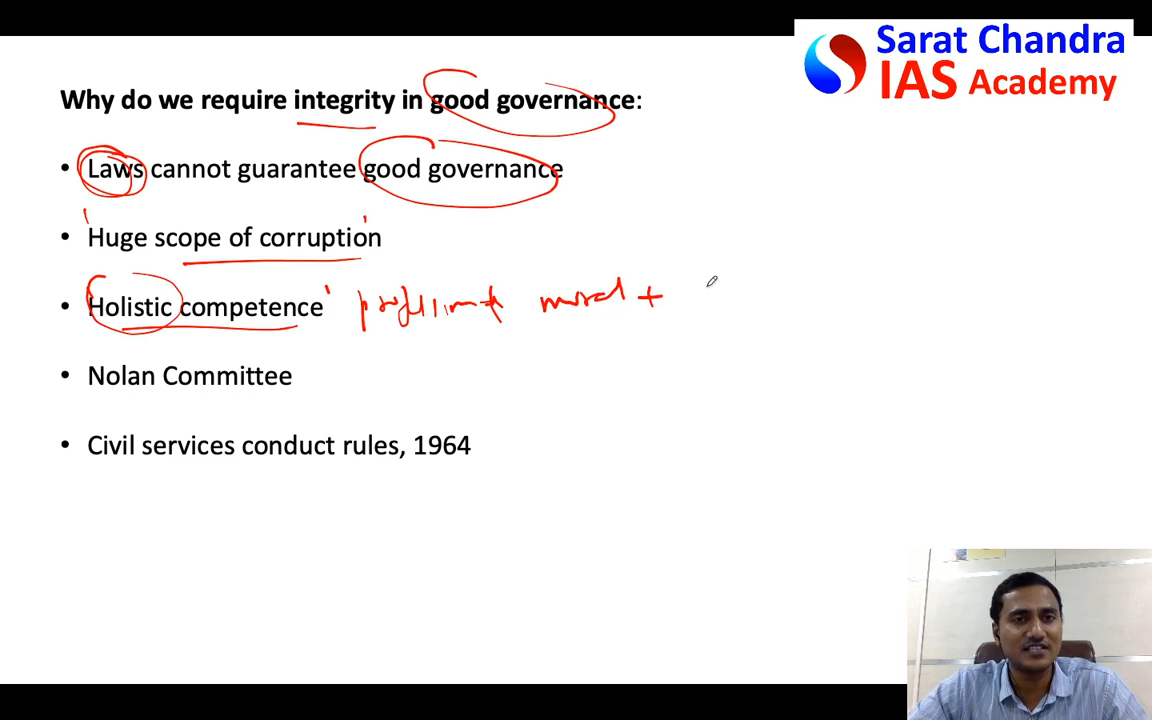 Sarat Chandra
IAS Academy
Why do we require integrity in good governance:
• Laws cannot guarantee good governance
• Huge scope of corruption
• Holistic competence moral +
• Nolan Committee
• Civil services conduct rules, 1964